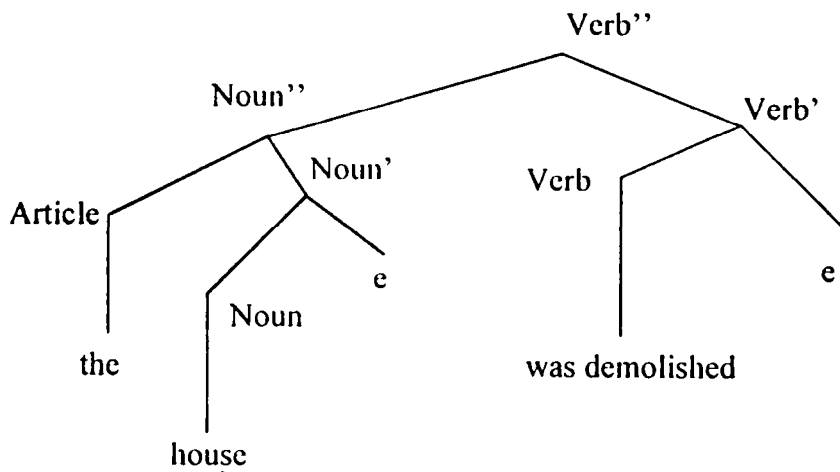 Verb''
Noun''
Verb'
Noun'
Verb
Article
e
e
Noun
the
was demolished
house